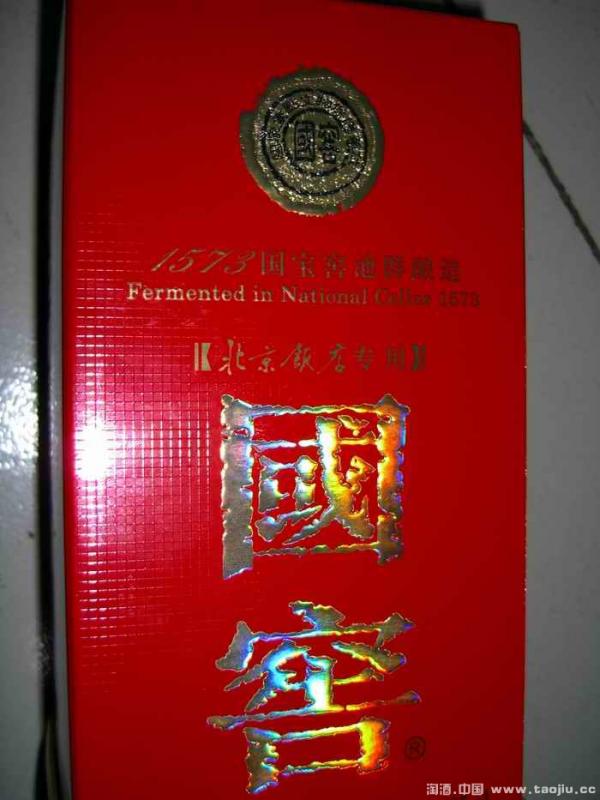 國窖
1573国宝窖池群酿造
Fermented in National Cellar 1573
【北京飯店专用】
國
窖®
淘酒.中国 www.taojiu.cc